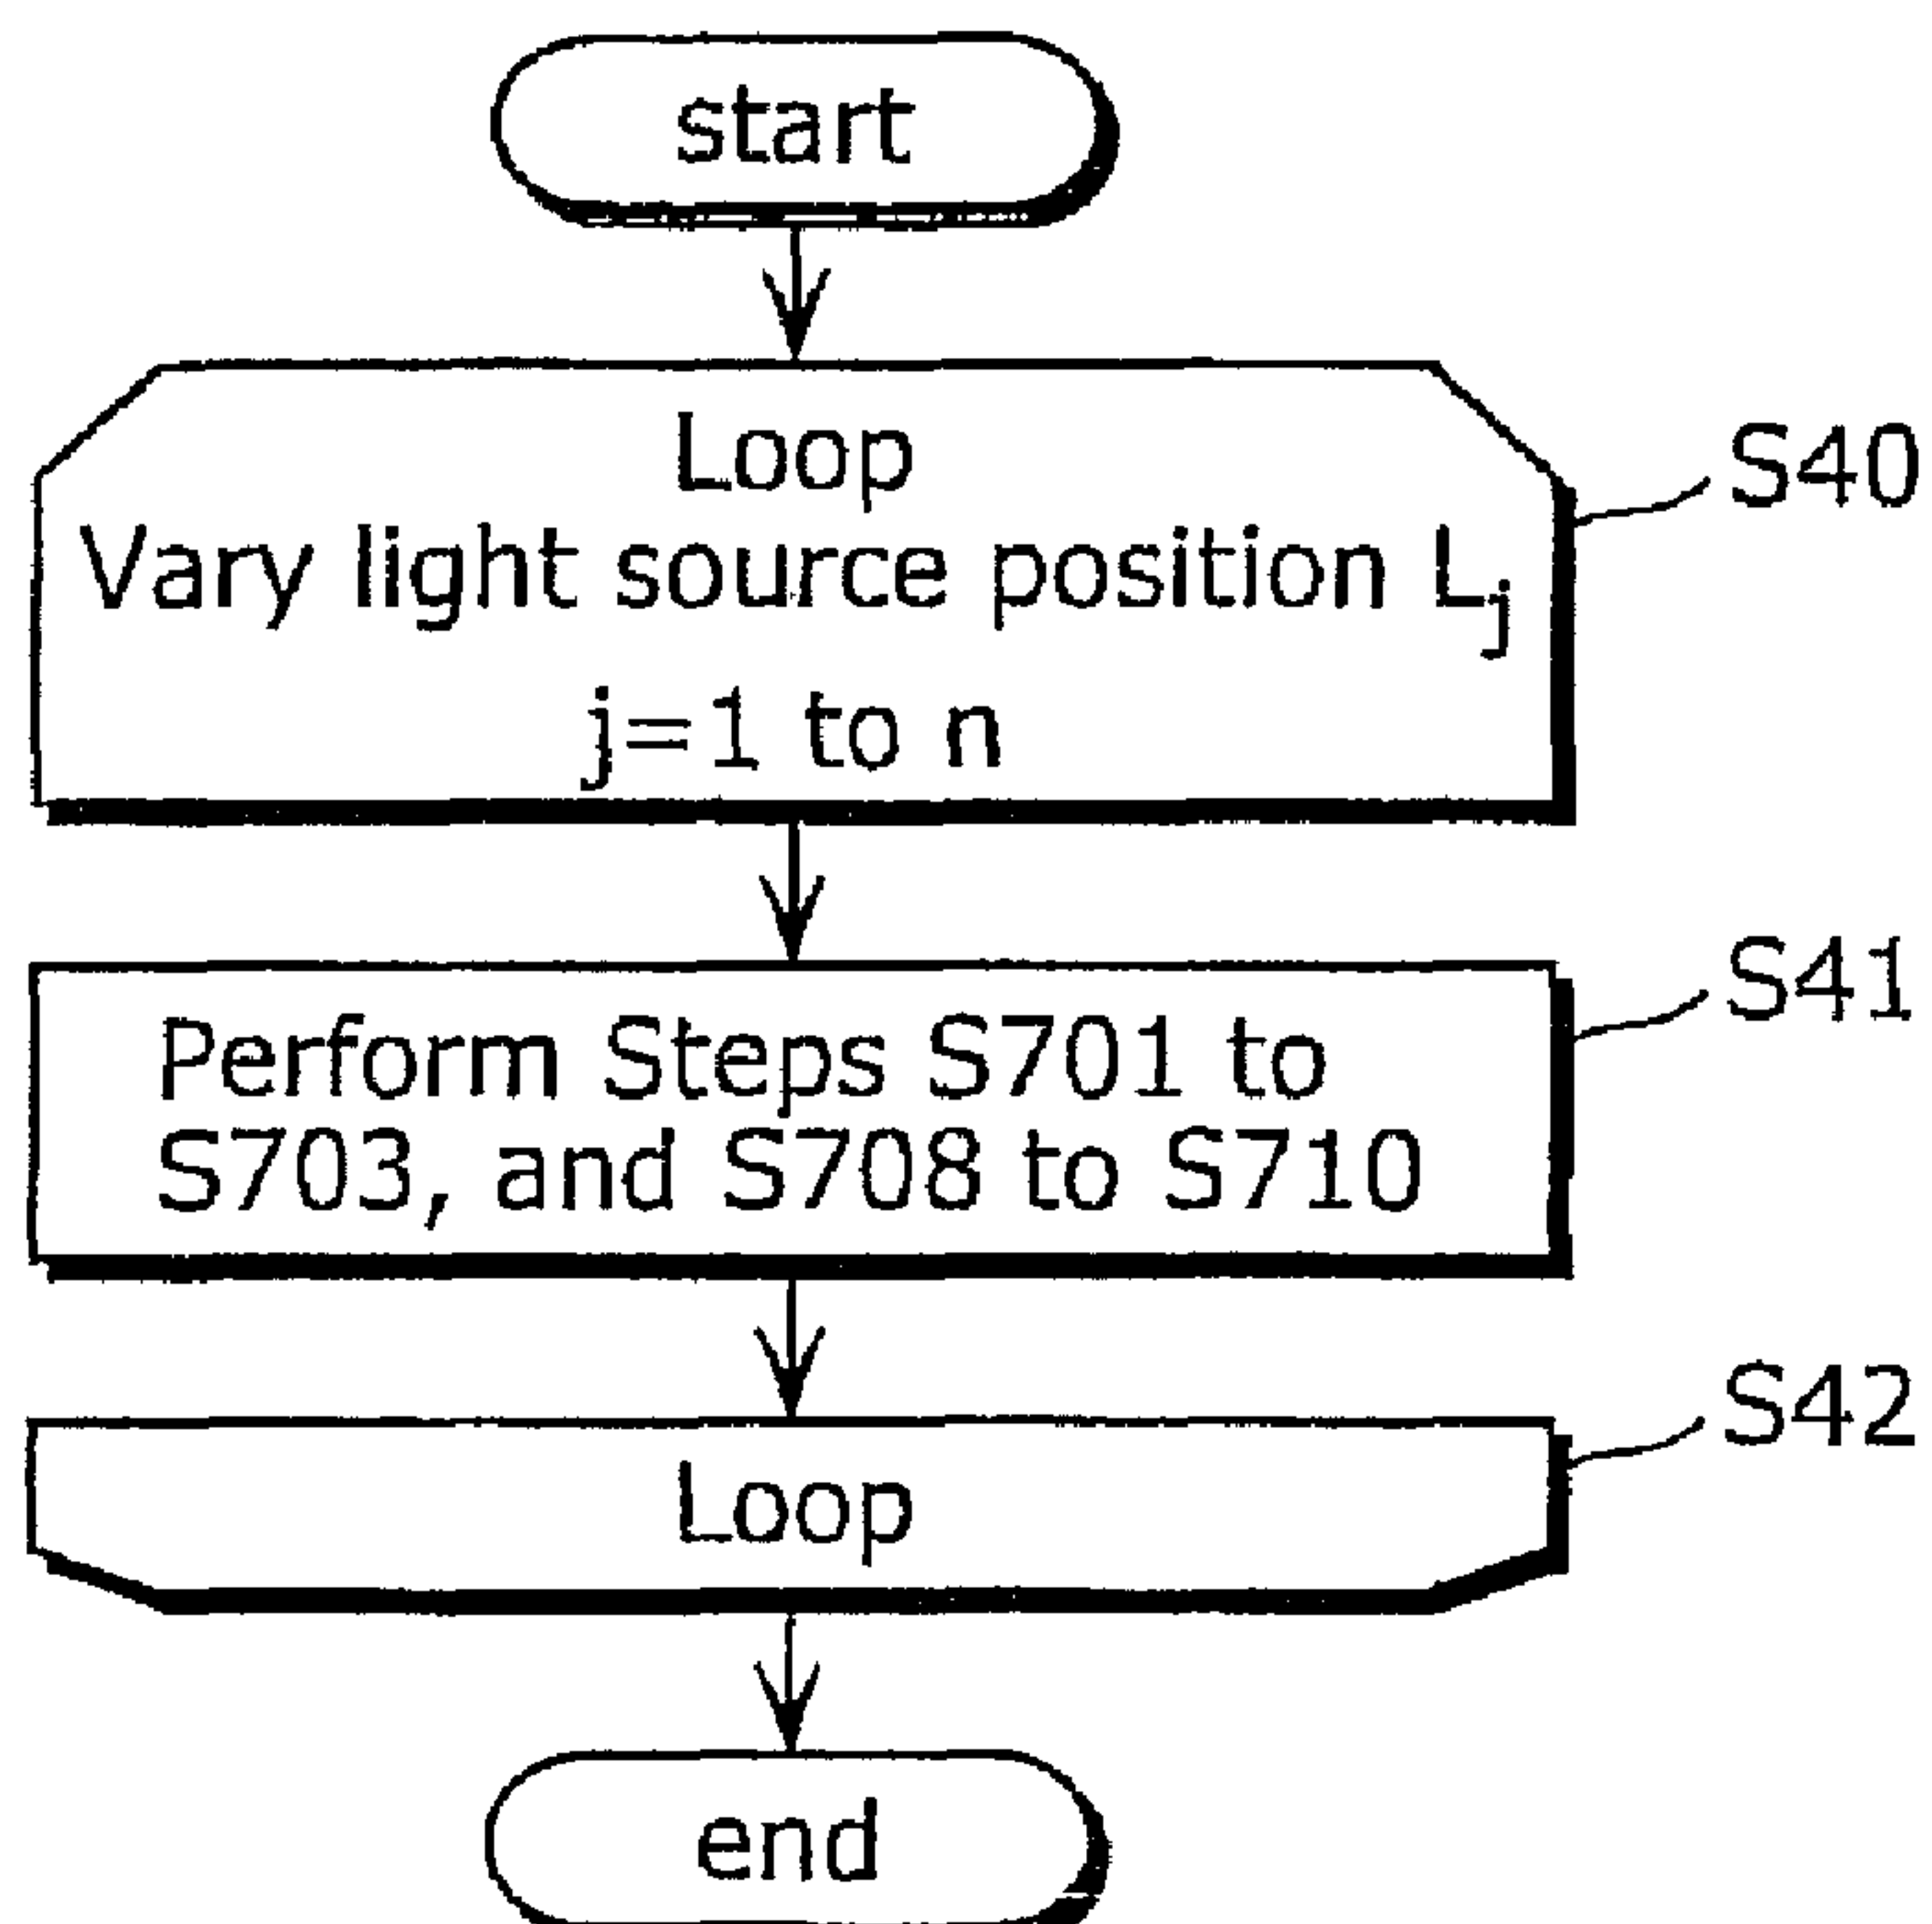 start
Loop
S40
Vary light source position Lj
j=1 to n
S41
Perform Steps S701 to
S703, and S708 to S710
S42
Loop
end